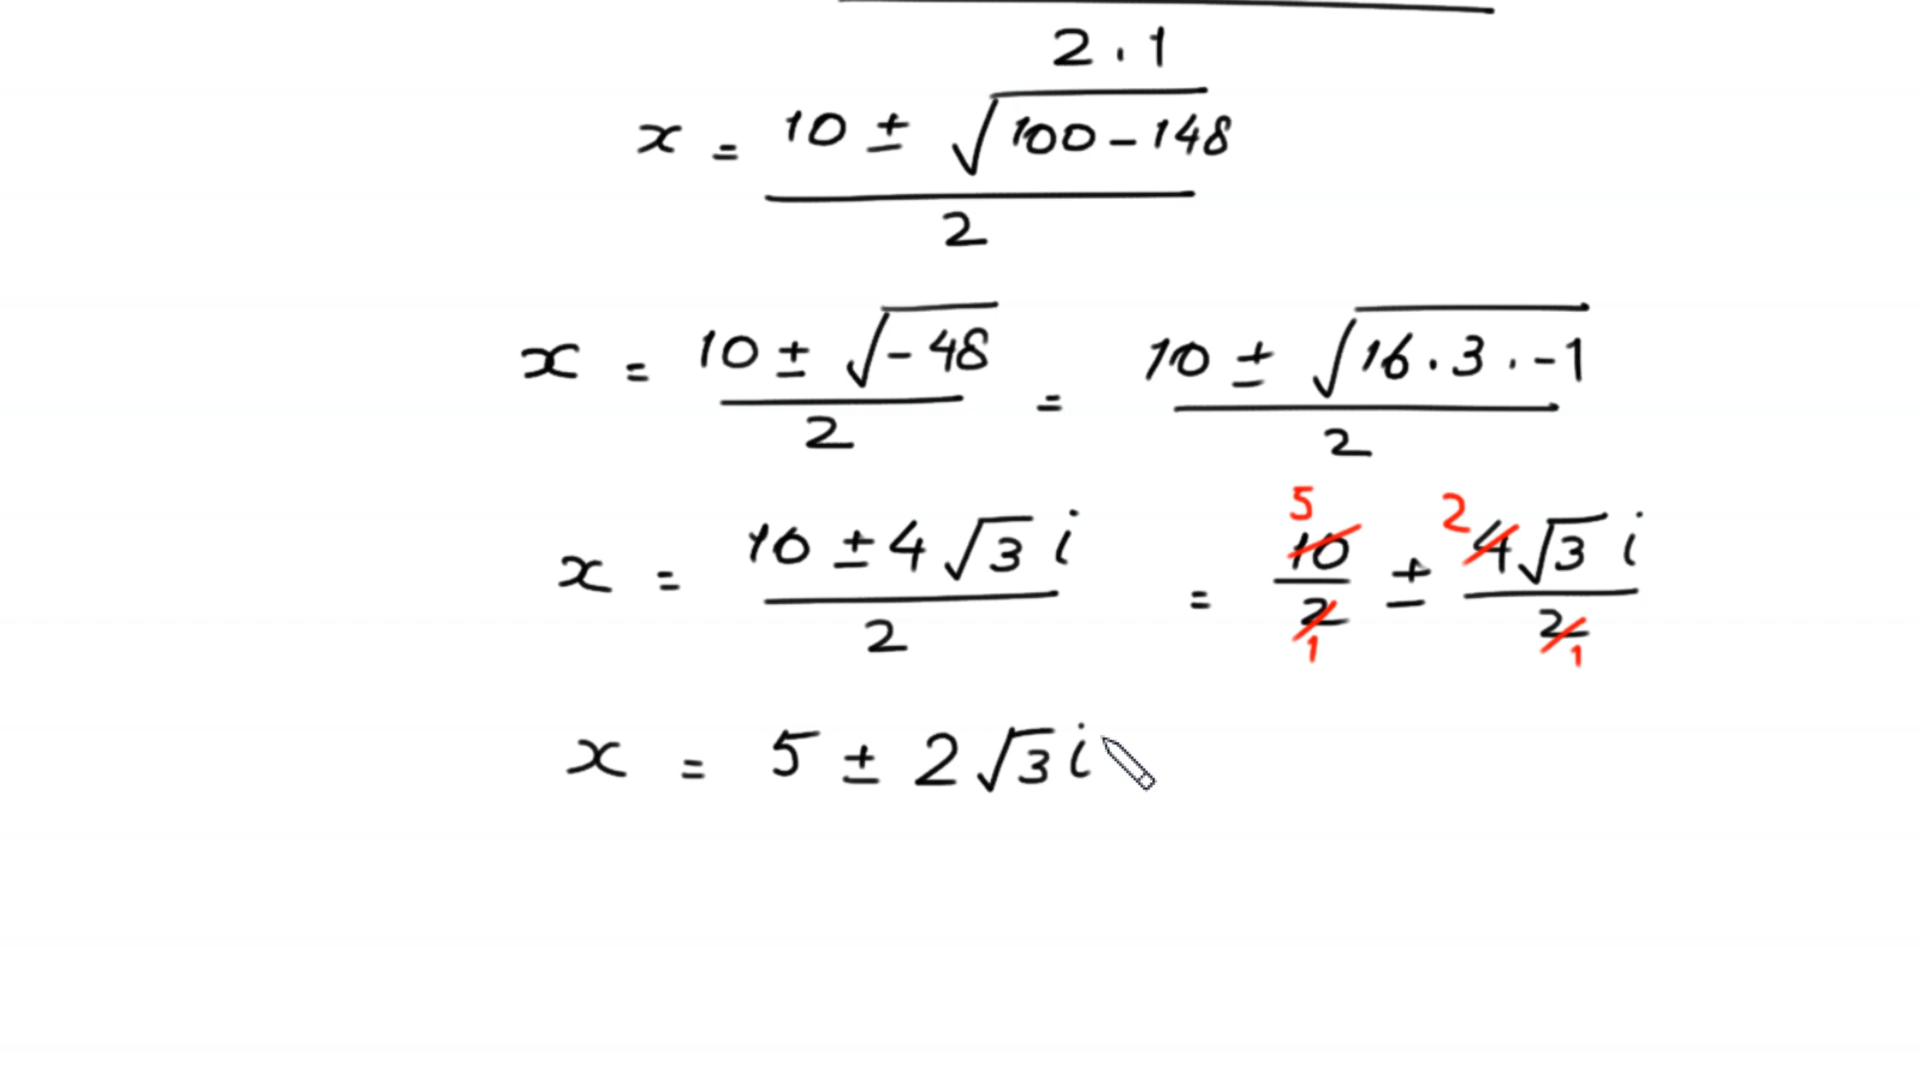 2 · 1
x = (10 ± √(100 - 148)) / 2
x = (10 ± √(-48)) / 2 = (10 ± √(16 · 3 · -1)) / 2
x = (10 ± 4√3 i) / 2 = 10/2 ± 4√3 i / 2
5 2
1 1
x = 5 ± 2√3 i